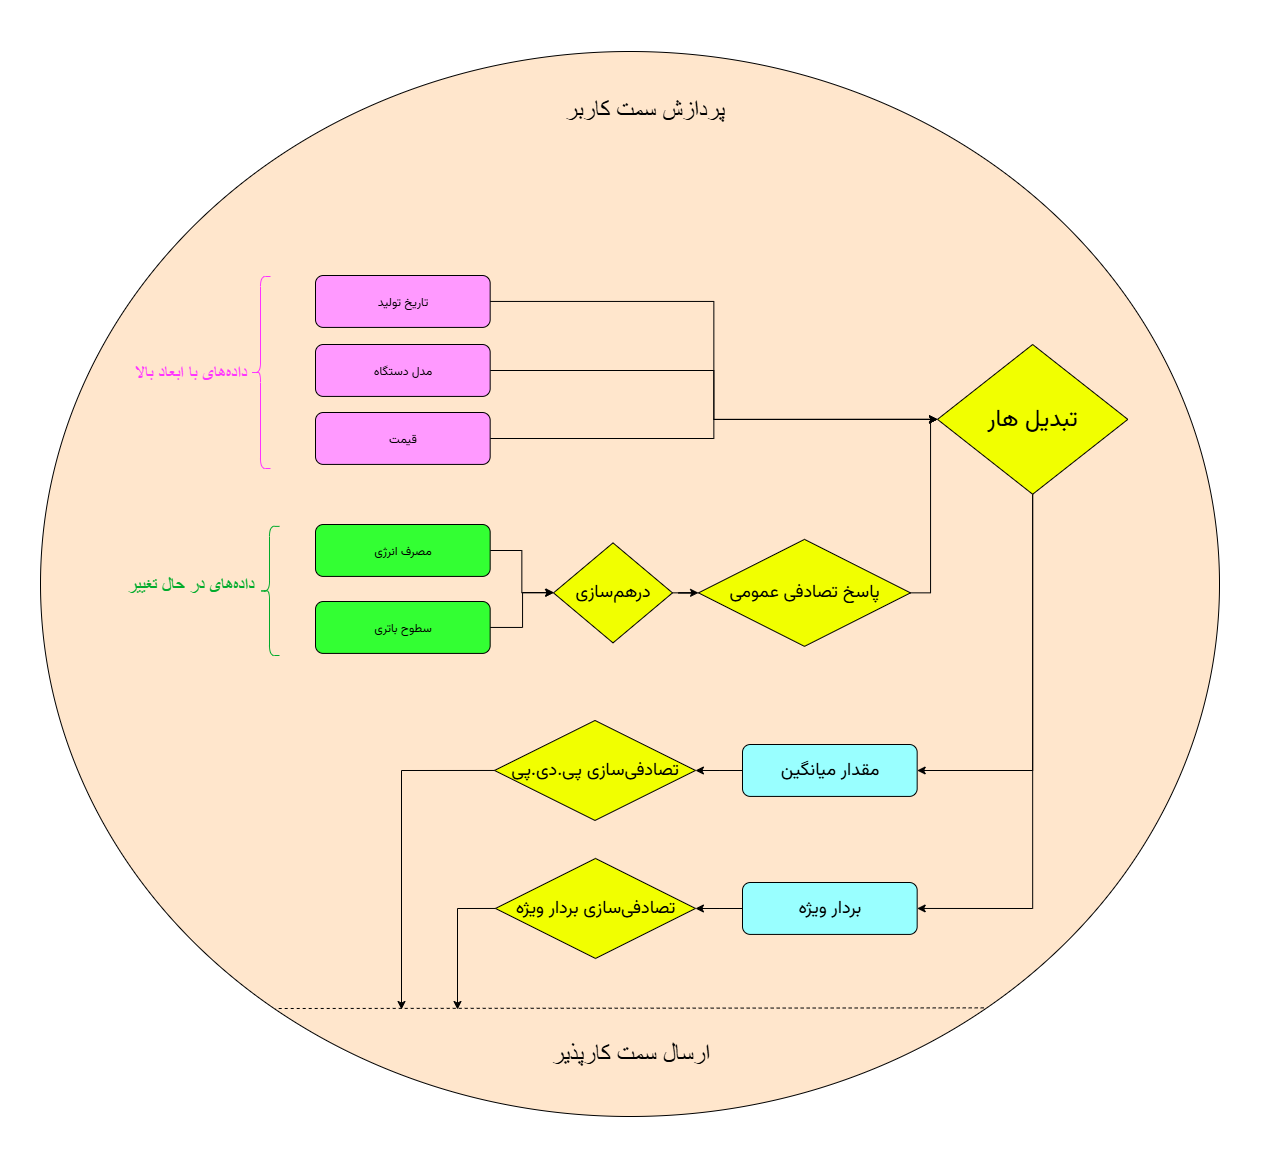 پردازش سمت کاربر
تاریخ تولید
مدل دستگاه
قیمت
داده‌های با ابعاد بالا
تبدیل هار
مصرف انرژی
سطوح باتری
داده‌های در حال تغییر
درهم‌سازی
پاسخ تصادفی عمومی
مقدار میانگین
تصادفی‌سازی پی.دی.پی
بردار ویژه
تصادفی‌سازی بردار ویژه
ارسال سمت کارپذیر